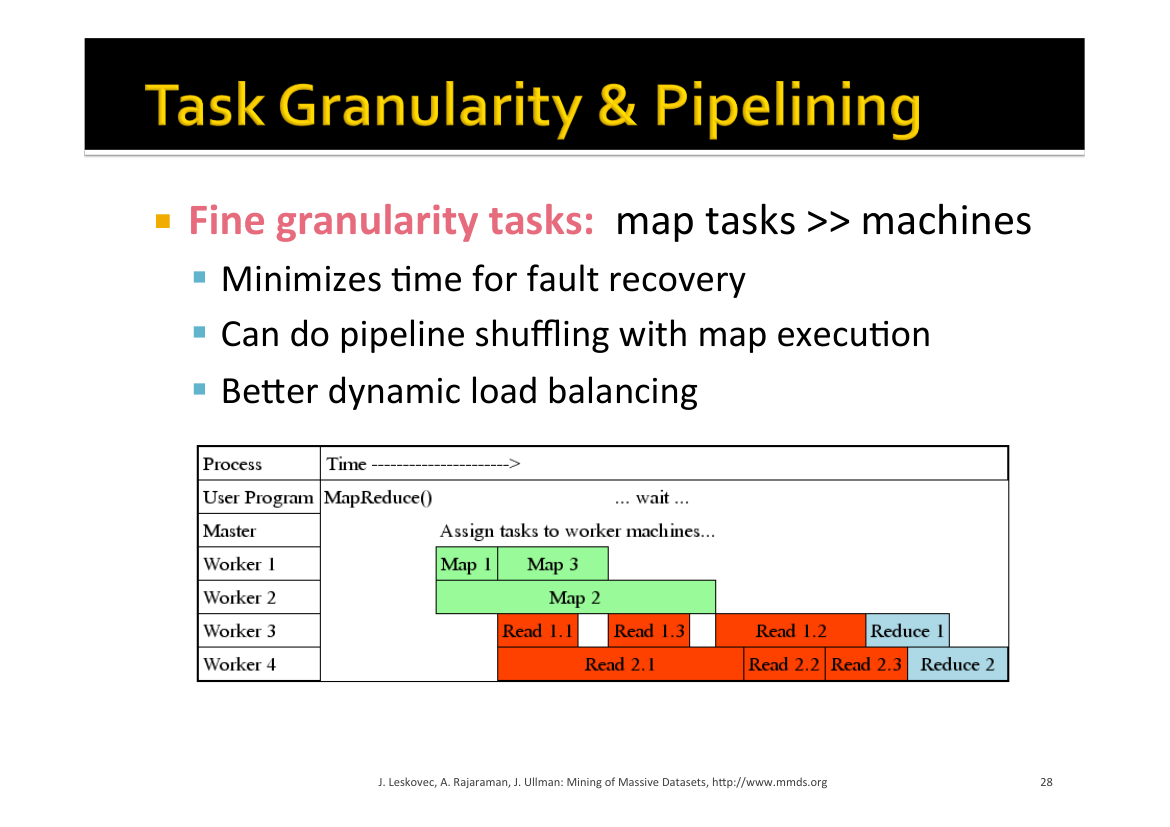 Task Granularity & Pipelining
Fine granularity tasks: map tasks >> machines
Minimizes time for fault recovery
Can do pipeline shuffling with map execution
Better dynamic load balancing
Process Time ---------------------->
User Program MapReduce() ... wait ...
Master Assign tasks to worker machines...
Worker 1 Map 1 Map 3
Worker 2 Map 2
Worker 3 Read 1.1 Read 1.3 Read 1.2 Reduce 1
Worker 4 Read 2.1 Read 2.2 Read 2.3 Reduce 2
J. Leskovec, A. Rajaraman, J. Ullman: Mining of Massive Datasets, http://www.mmds.org 28